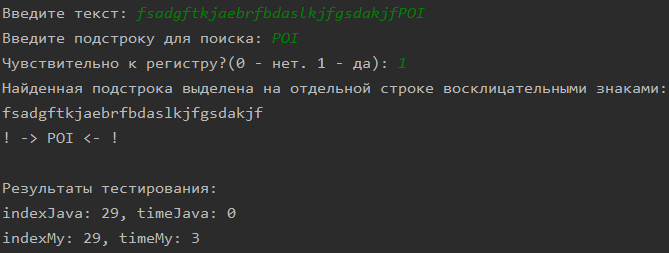 Введите текст: fsadgftkjaebrfbdaslkjfgsdakjfPOI
Введите подстроку для поиска: POI
Чувствительно к регистру?(0 - нет. 1 - да): 1
Найденная подстрока выделена на отдельной строке восклицательными знаками:
fsadgftkjaebrfbdaslkjfgsdakjf
! -> POI <- !
Результаты тестирования:
indexJava: 29, timeJava: 0
indexMy: 29, timeMy: 3